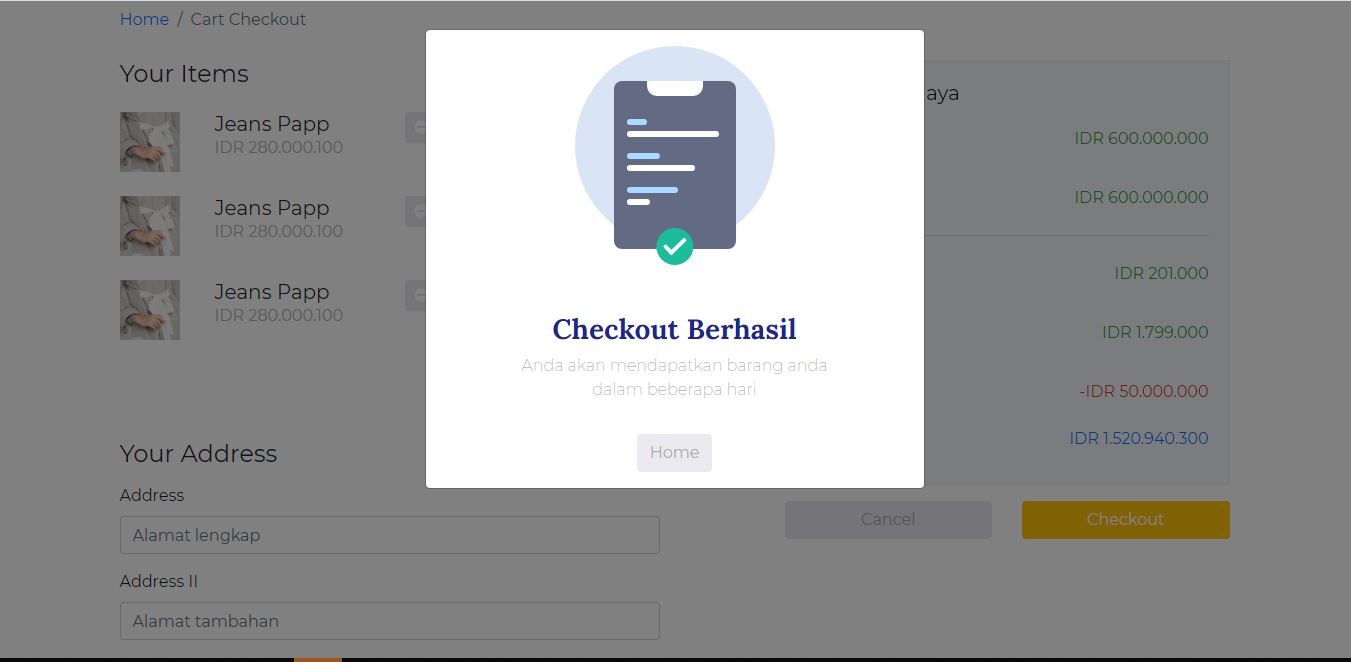 Home / Cart Checkout
Your Items
Jeans Papp
IDR 280.000.100
Jeans Papp
IDR 280.000.100
Jeans Papp
IDR 280.000.100
Your Address
Address
Alamat lengkap
Address II
Alamat tambahan
Checkout Berhasil
Anda akan mendapatkan barang anda
dalam beberapa hari
Home
aya
IDR 600.000.000
IDR 600.000.000
IDR 201.000
IDR 1.799.000
-IDR 50.000.000
IDR 1.520.940.300
Cancel
Checkout